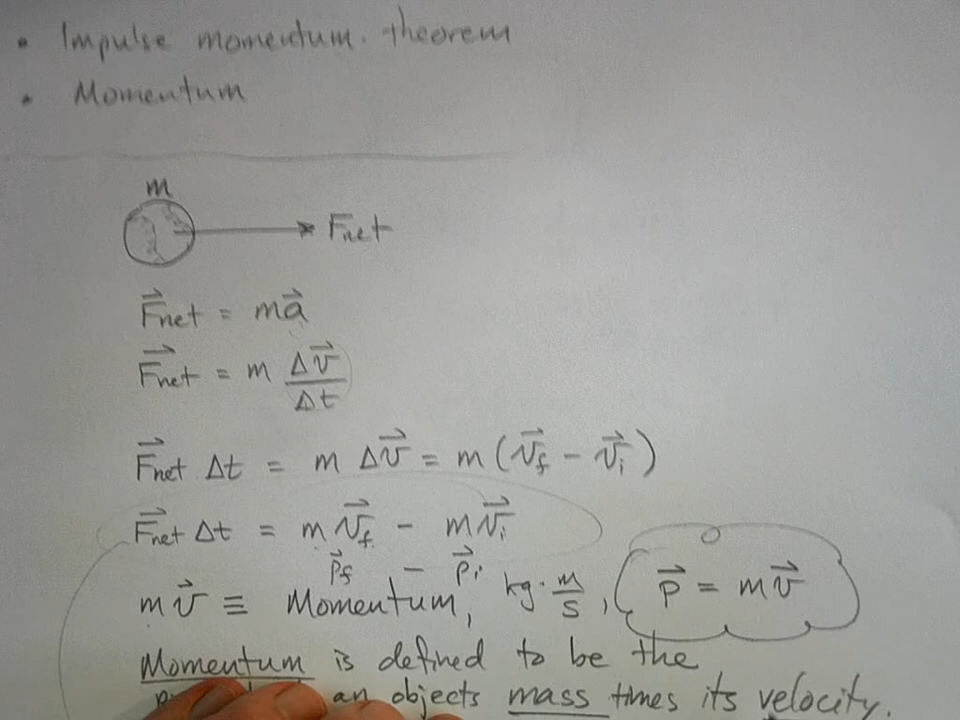 • Impulse momentum. theorem
• Momentum
m
Fnet
F⃗net = ma⃗
F⃗net = m Δv⃗/Δt
F⃗net Δt = m Δv⃗ = m (v⃗f - v⃗i)
F⃗net Δt = m v⃗f - m v⃗i
p⃗f - p⃗i
mv⃗ ≡ Momentum, kg·m/s, p⃗ = mv⃗
Momentum is defined to be the
an objects mass times its velocity.